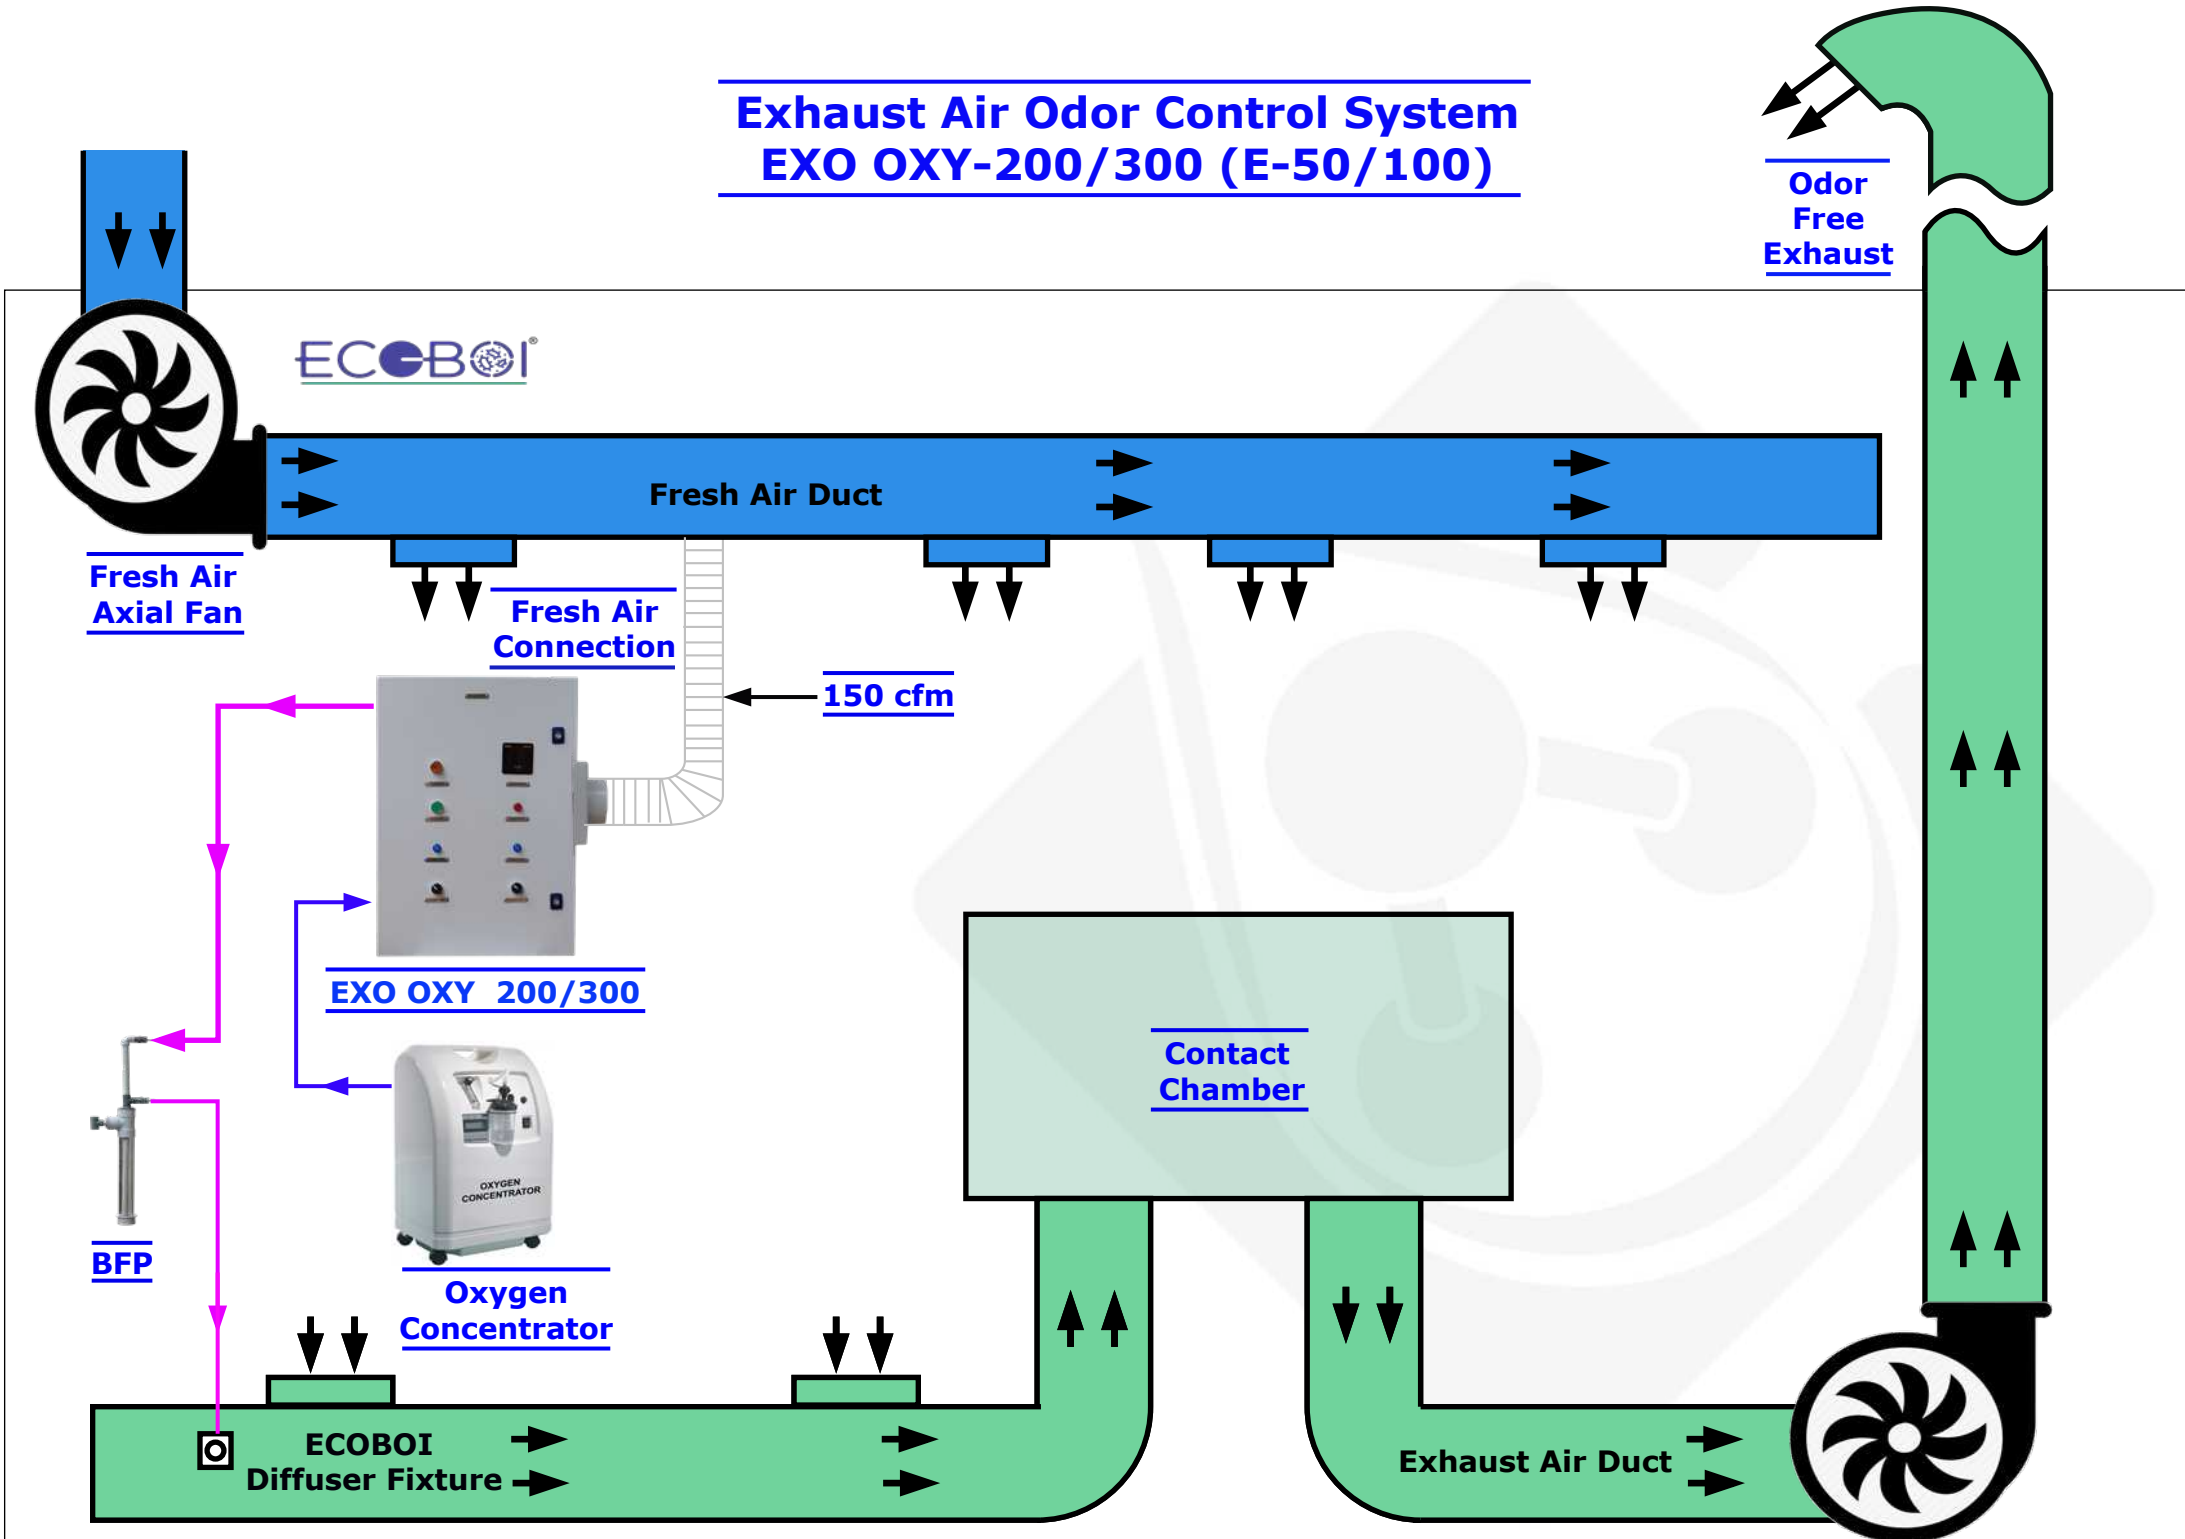 Exhaust Air Odor Control System
EXO OXY-200/300 (E-50/100)
Odor
Free
Exhaust
ECOBOI®
Fresh Air Duct
Fresh Air
Axial Fan
Fresh Air
Connection
150 cfm
EXO OXY 200/300
Contact
Chamber
OXYGEN
CONCENTRATOR
BFP
Oxygen
Concentrator
ECOBOI
Diffuser Fixture
Exhaust Air Duct